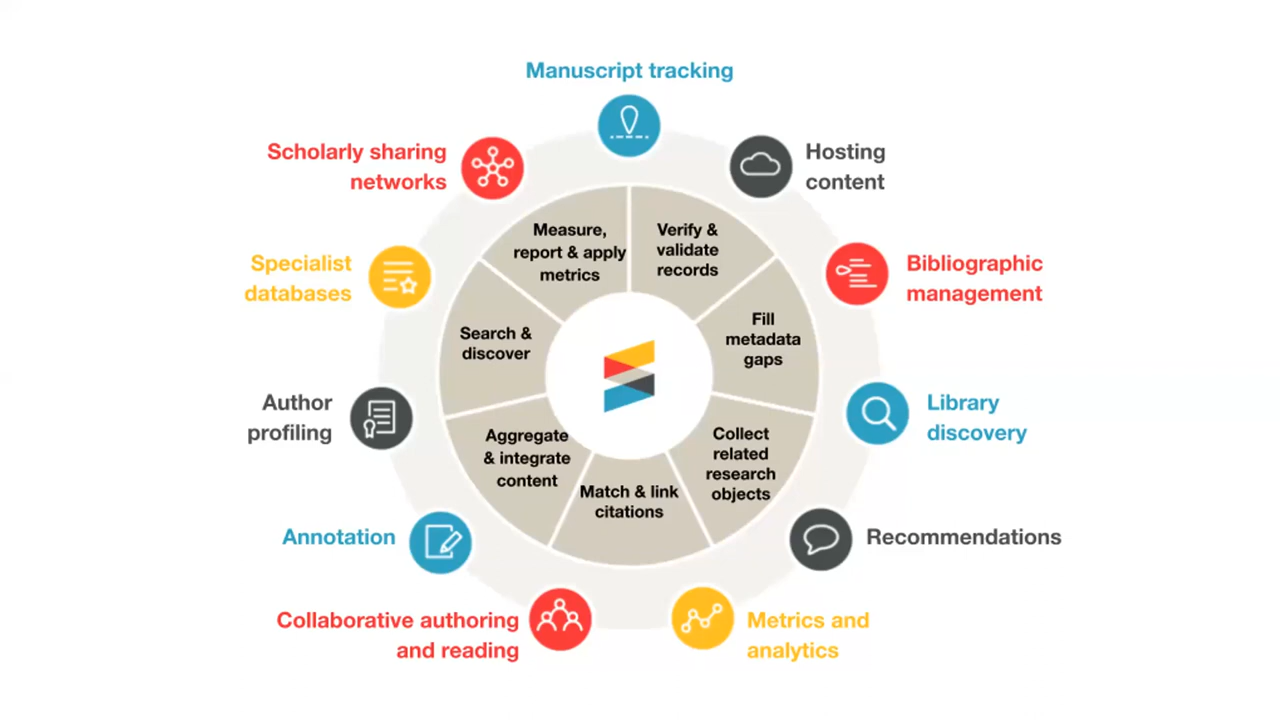 Manuscript tracking
Hosting
content
Bibliographic
management
Library
discovery
Recommendations
Metrics and
analytics
Collaborative authoring
and reading
Annotation
Author
profiling
Specialist
databases
Scholarly sharing
networks
Verify &
validate
records
Fill
metadata
gaps
Collect
related
research
objects
Match & link
citations
Aggregate
& integrate
content
Search &
discover
Measure,
report & apply
metrics